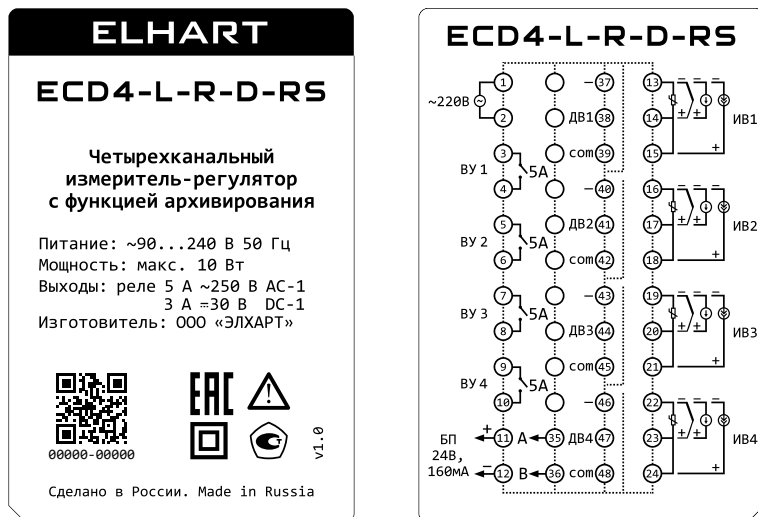 ELHART
ECD4-L-R-D-RS
Четырехканальный
измеритель-регулятор
с функцией архивирования
Питание: ~90...240 В 50 Гц
Мощность: макс. 10 Вт
Выходы: реле 5 А ~250 В AC-1
3 А ⎓30 В DC-1
Изготовитель: ООО «ЭЛХАРТ»
EAC
00000-00000
v1.0
Сделано в России. Made in Russia
ECD4-L-R-D-RS
1 − 37 13 − − −
~220В
2 ДВ1 38 14 + + ИВ1
3 com 39 15 +
ВУ 1 5А
4 − 40 16 − − −
5 ДВ2 41 17 + + ИВ2
ВУ 2 5А
6 com 42 18 +
7 − 43 19 − − −
ВУ 3 5А
8 ДВ3 44 20 + + ИВ3
9 com 45 21 +
ВУ 4 5А
10 − 46 22 − − −
БП + 11 A 35 ДВ4 47 23 + + ИВ4
24В,
160мА − 12 B 36 com 48 24 +